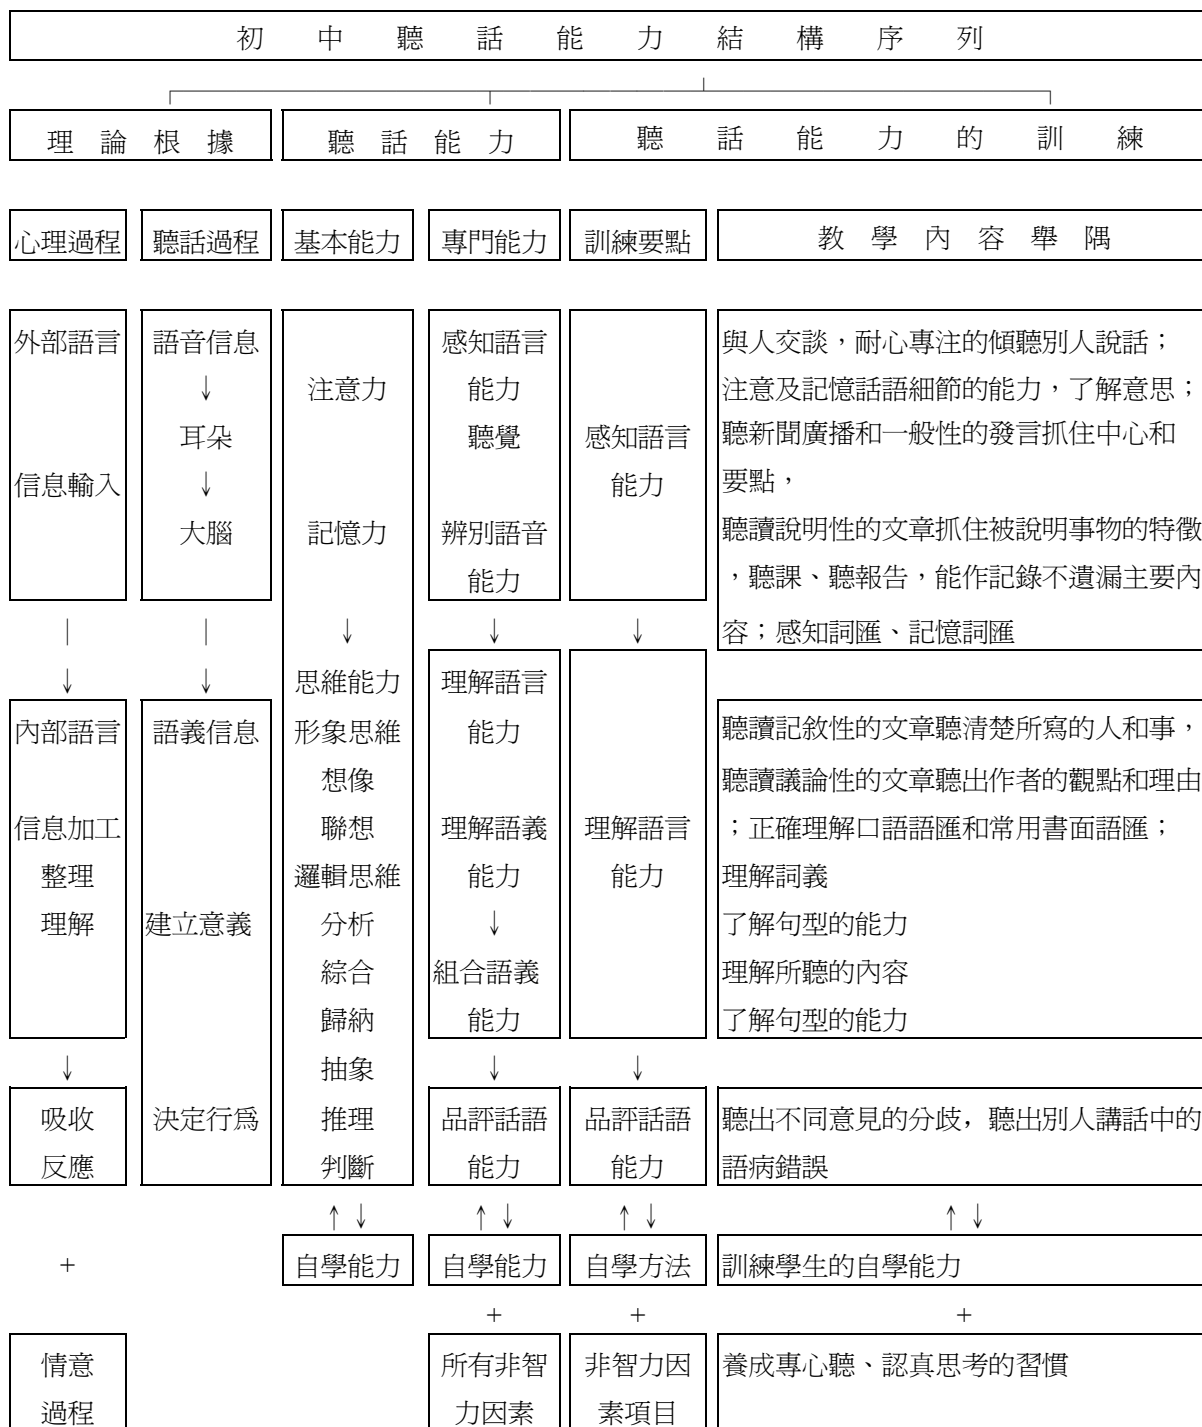 初中聽話能力結構序列
理論根據 聽話能力 聽話能力的訓練
心理過程 聽話過程 基本能力 專門能力 訓練要點 教學內容舉隅
外部語言 語音信息 感知語言 與人交談，耐心專注的傾聽別人說話；
↓ 注意力 能力 注意及記憶話語細節的能力，了解意思；
耳朵 聽覺 感知語言 聽新聞廣播和一般性的發言抓住中心和
信息輸入 ↓ 能力 要點，
大腦 記憶力 辨別語音 聽讀說明性的文章抓住被說明事物的特徵
能力 ，聽課、聽報告，能作記錄不遺漏主要內
｜ ｜ ↓ ↓ ↓ 容；感知詞匯、記憶詞匯
↓ ↓ 思維能力 理解語言
內部語言 語義信息 形象思維 能力 聽讀記敘性的文章聽清楚所寫的人和事，
想像 聽讀議論性的文章聽出作者的觀點和理由
信息加工 聯想 理解語義 理解語言 ；正確理解口語語匯和常用書面語匯；
整理 邏輯思維 能力 能力 理解詞義
理解 建立意義 分析 ↓ 了解句型的能力
綜合 組合語義 理解所聽的內容
歸納 能力 了解句型的能力
↓ 抽象 ↓ ↓
吸收 決定行爲 推理 品評話語 品評話語 聽出不同意見的分歧，聽出別人講話中的
反應 判斷 能力 能力 語病錯誤
↑↓ ↑↓ ↑↓ ↑↓
+ 自學能力 自學能力 自學方法 訓練學生的自學能力
+ + +
情意 所有非智 非智力因 養成專心聽、認真思考的習慣
過程 力因素 素項目